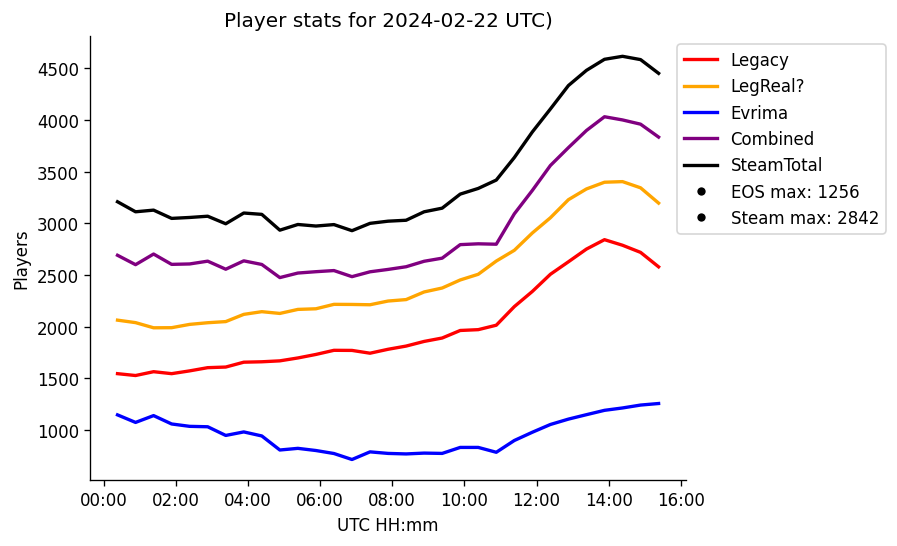 Player stats for 2024-02-22 UTC)
Players
4500
4000
3500
3000
2500
2000
1500
1000
00:00 02:00 04:00 06:00 08:00 10:00 12:00 14:00 16:00
UTC HH:mm
Legacy
LegReal?
Evrima
Combined
SteamTotal
EOS max: 1256
Steam max: 2842